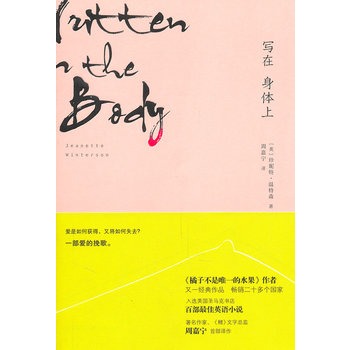 Written
on the
Body
Jeanette
Winterson
写在 身体上
[英] 珍妮特·温特森 著
周嘉宁 译
爱是如何获得，又将如何失去？
一部爱的挽歌。
《橘子不是唯一的水果》作者
又一经典作品 畅销二十多个国家
入选美国圣马克书店
百部最佳英语小说
著名作家、《鲤》文字总监
周嘉宁 首部译作